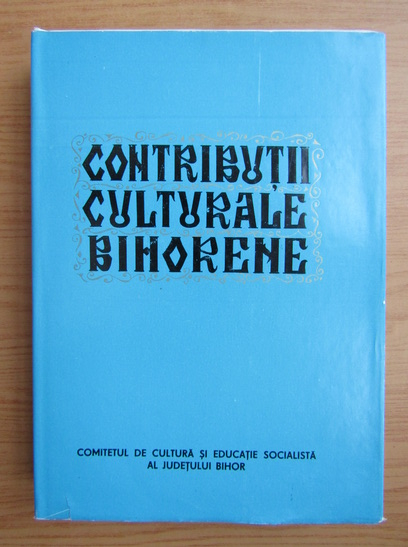 CONTRIBUȚII
CULTURALE
BIHORENE
COMITETUL DE CULTURĂ ȘI EDUCAȚIE SOCIALISTĂ
AL JUDEȚULUI BIHOR